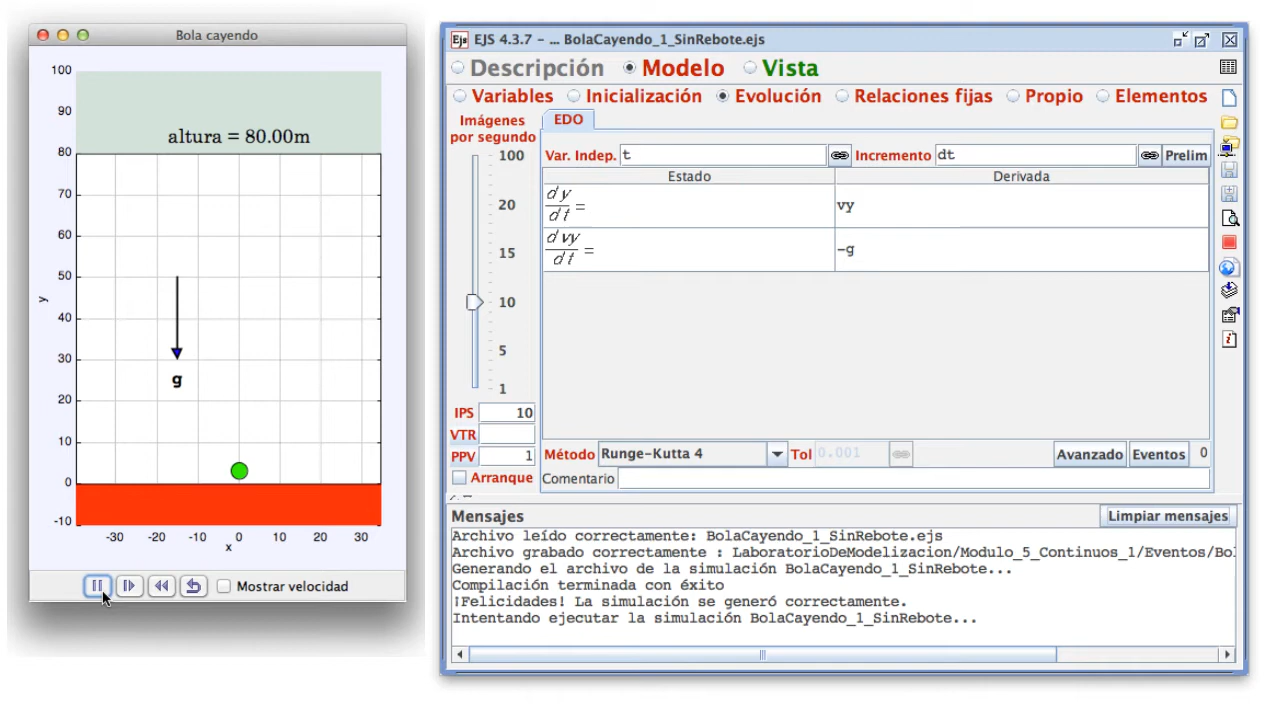 Bola cayendo
100
90
altura = 80.00m
80
70
60
50
y
40
30
g
20
10
0
-10
-30 -20 -10 0 10 20 30
x
Mostrar velocidad
EJS 4.3.7 - ... BolaCayendo_1_SinRebote.ejs
Descripción Modelo Vista
Variables Inicialización Evolución Relaciones fijas Propio Elementos
Imágenes por segundo
100
20
15
10
5
1
IPS 10
VTR
PPV 1
Arranque
EDO
Var. Indep. t Incremento dt Prelim
Estado Derivada
d y / d t = vy
d vy / d t = -g
Método Runge-Kutta 4 Tol 0.001 Avanzado Eventos 0
Comentario
Mensajes Limpiar mensajes
Archivo leído correctamente: BolaCayendo_1_SinRebote.ejs
Archivo grabado correctamente : LaboratorioDeModelizacion/Modulo_5_Continuos_1/Eventos/Bol
Generando el archivo de la simulación BolaCayendo_1_SinRebote...
Compilación terminada con éxito
¡Felicidades! La simulación se generó correctamente.
Intentando ejecutar la simulación BolaCayendo_1_SinRebote...